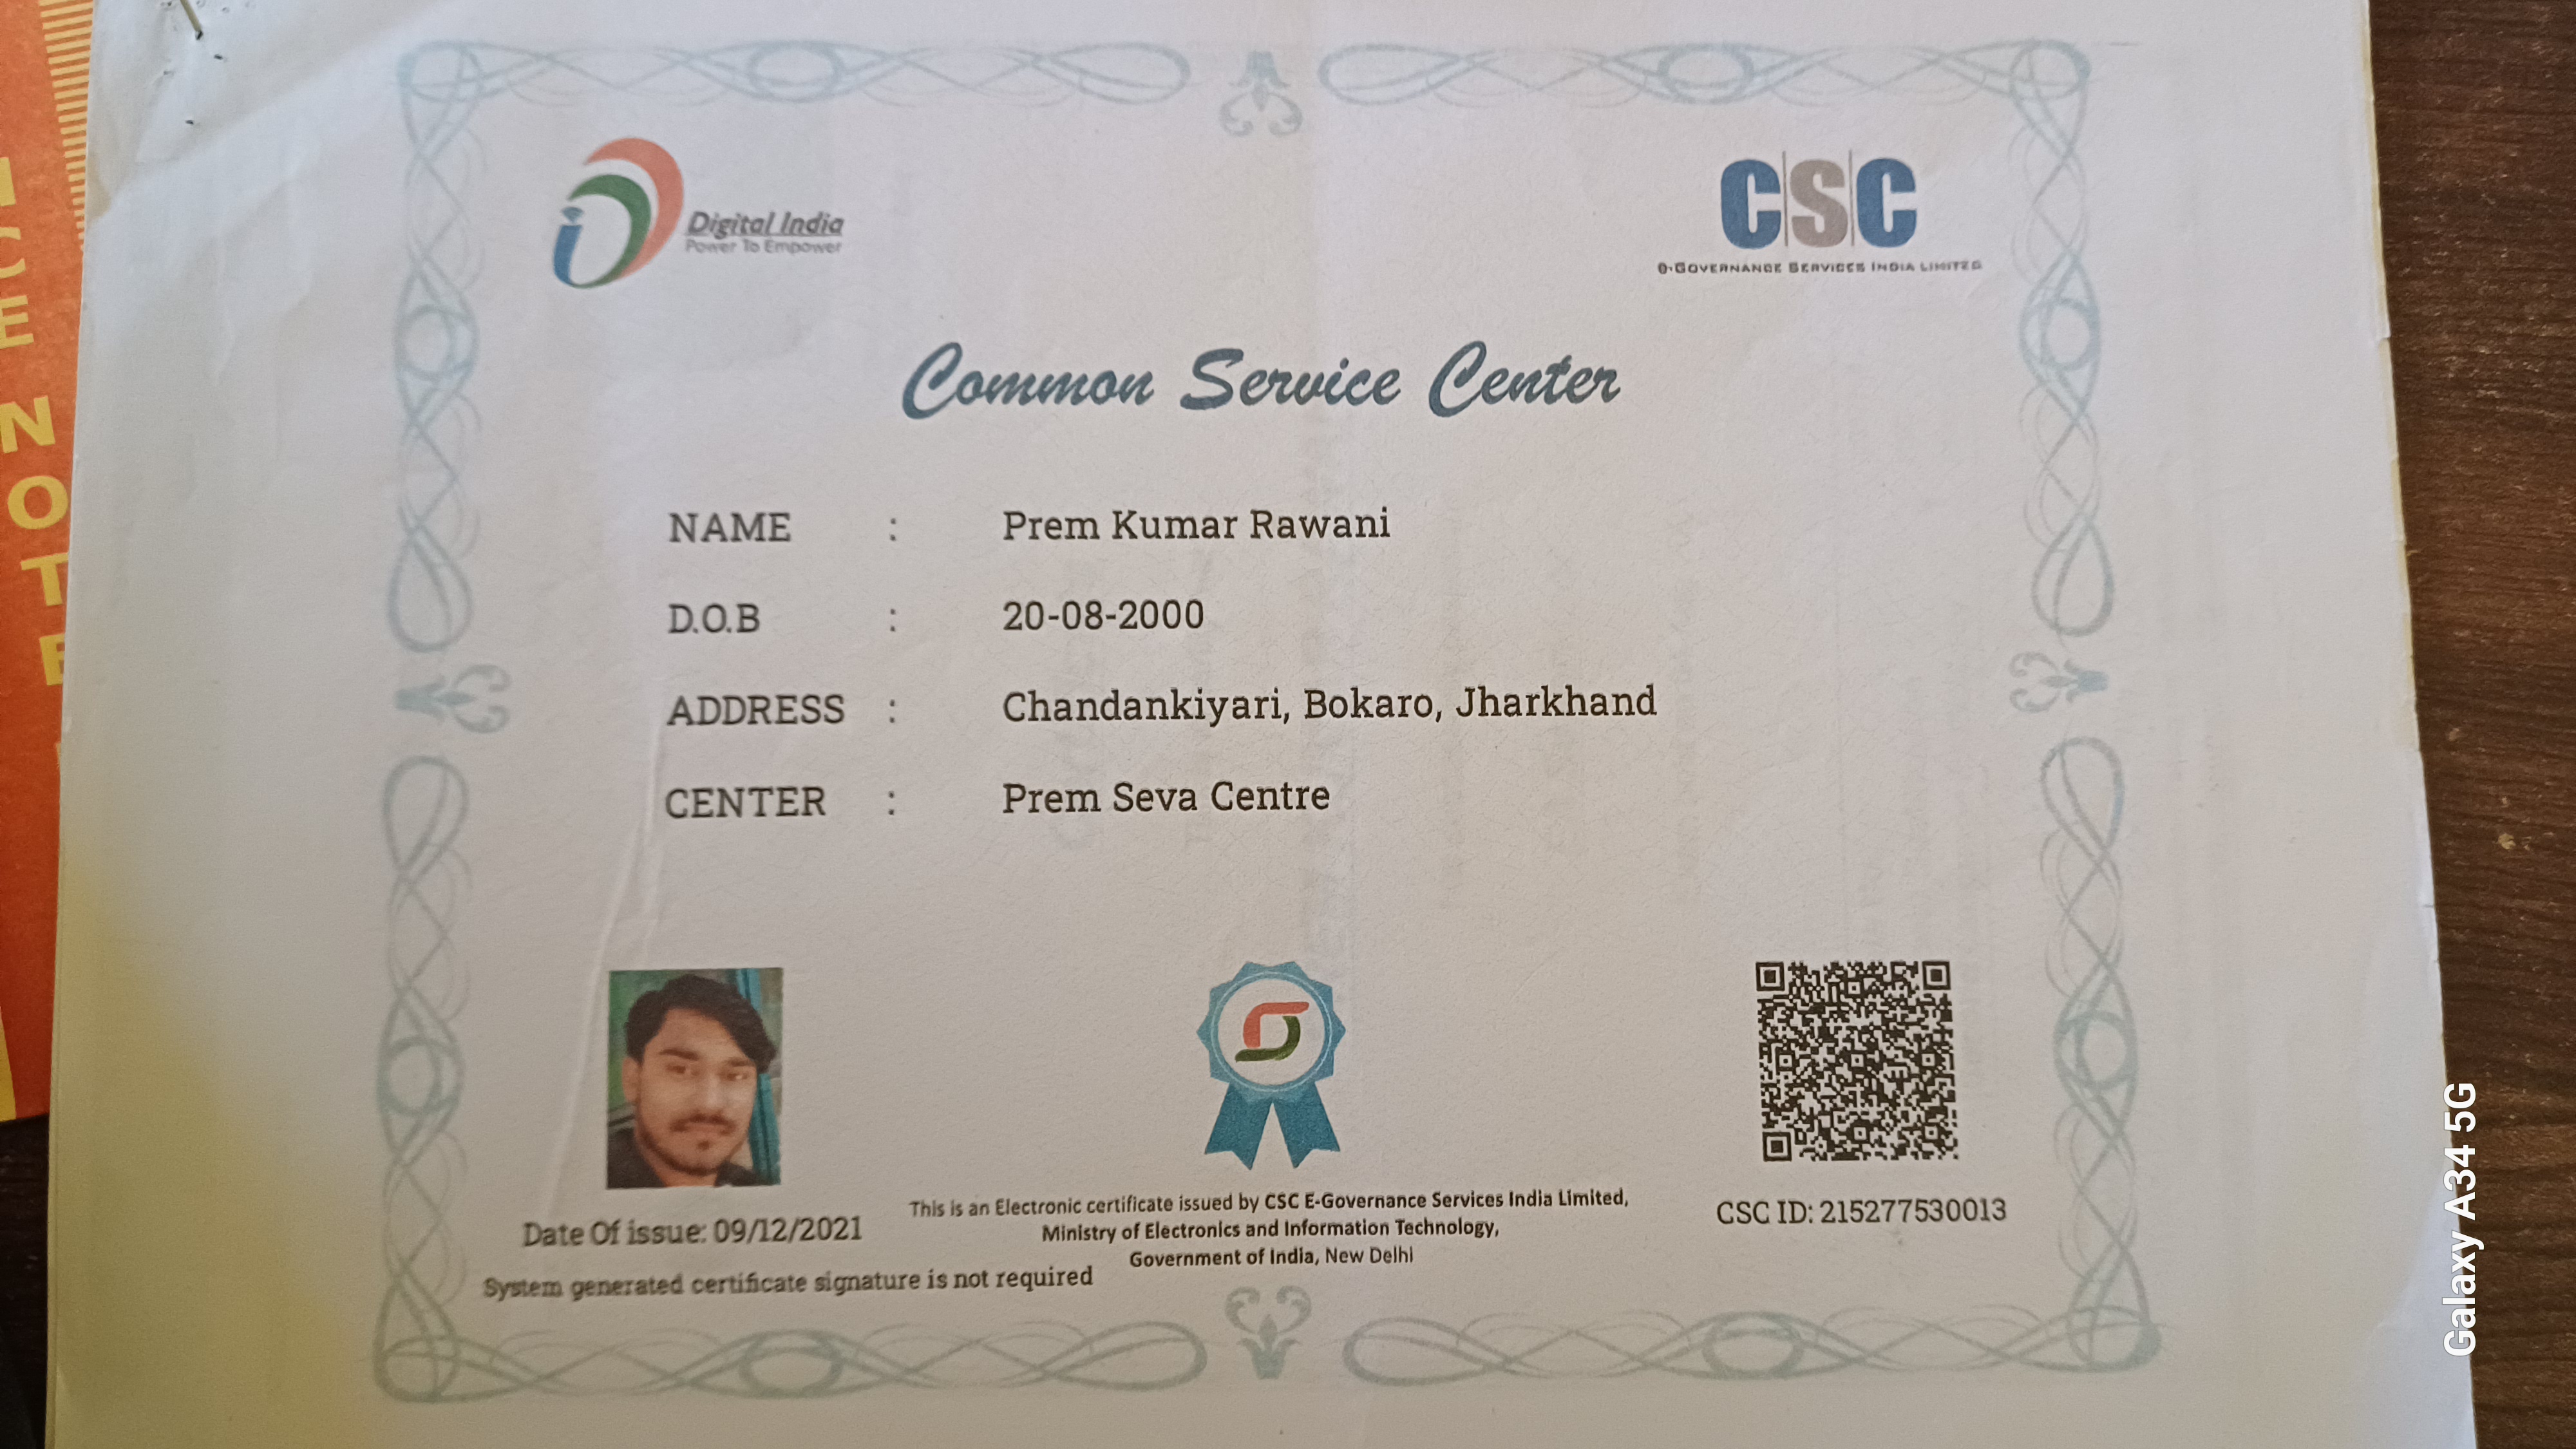 Digital India
Power To Empower
CSC
e-Governance Services India Limited
Common Service Center
NAME : Prem Kumar Rawani
D.O.B : 20-08-2000
ADDRESS : Chandankiyari, Bokaro, Jharkhand
CENTER : Prem Seva Centre
This is an Electronic certificate issued by CSC E-Governance Services India Limited,
Ministry of Electronics and Information Technology,
Government of India, New Delhi
Date Of issue: 09/12/2021
CSC ID: 215277530013
System generated certificate signature is not required
NOTE
Galaxy A34 5G